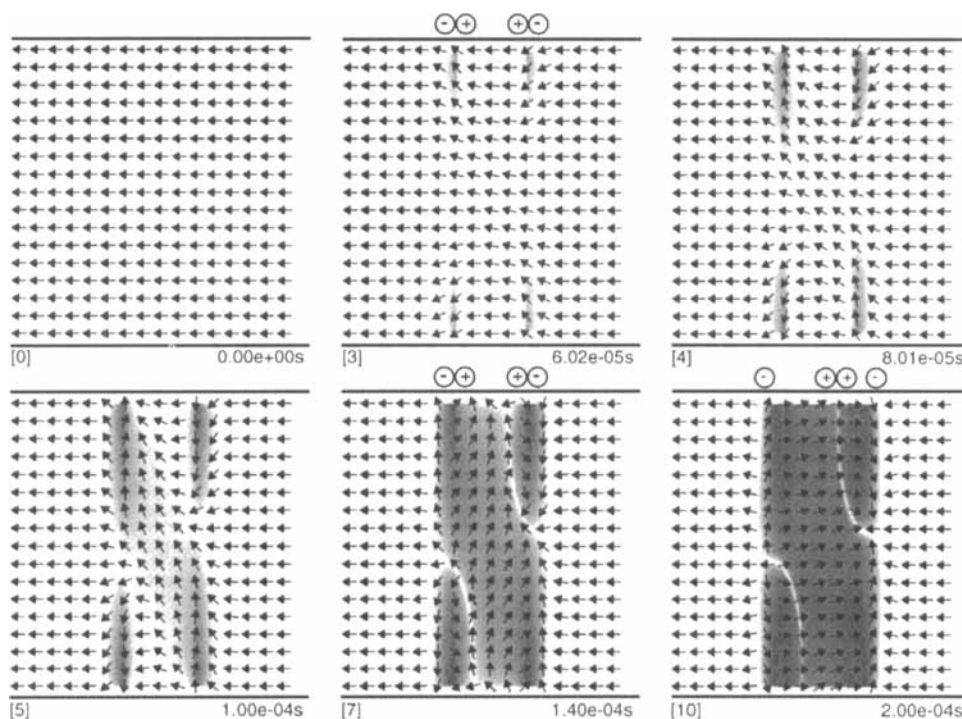 - + + -
[0] 0.00e+00s
[3] 6.02e-05s
[4] 8.01e-05s
- + + -
- + + -
[5] 1.00e-04s
[7] 1.40e-04s
[10] 2.00e-04s